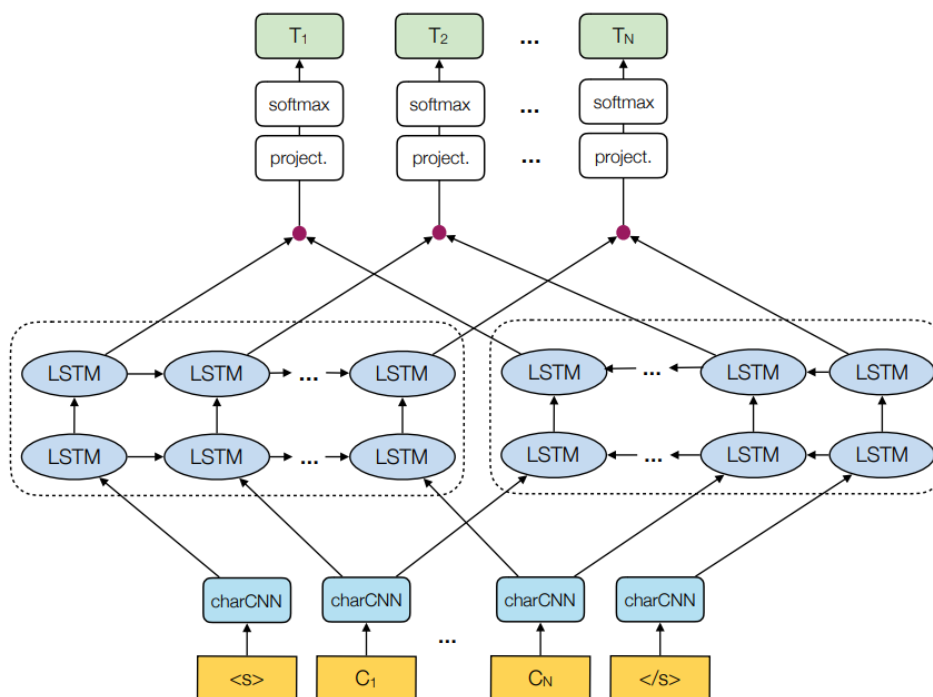 T1 T2 ... TN
softmax softmax ... softmax
project. project. ... project.
LSTM LSTM ... LSTM LSTM ... LSTM LSTM
LSTM LSTM ... LSTM LSTM ... LSTM LSTM
charCNN charCNN charCNN charCNN
...
<s> C1 CN </s>